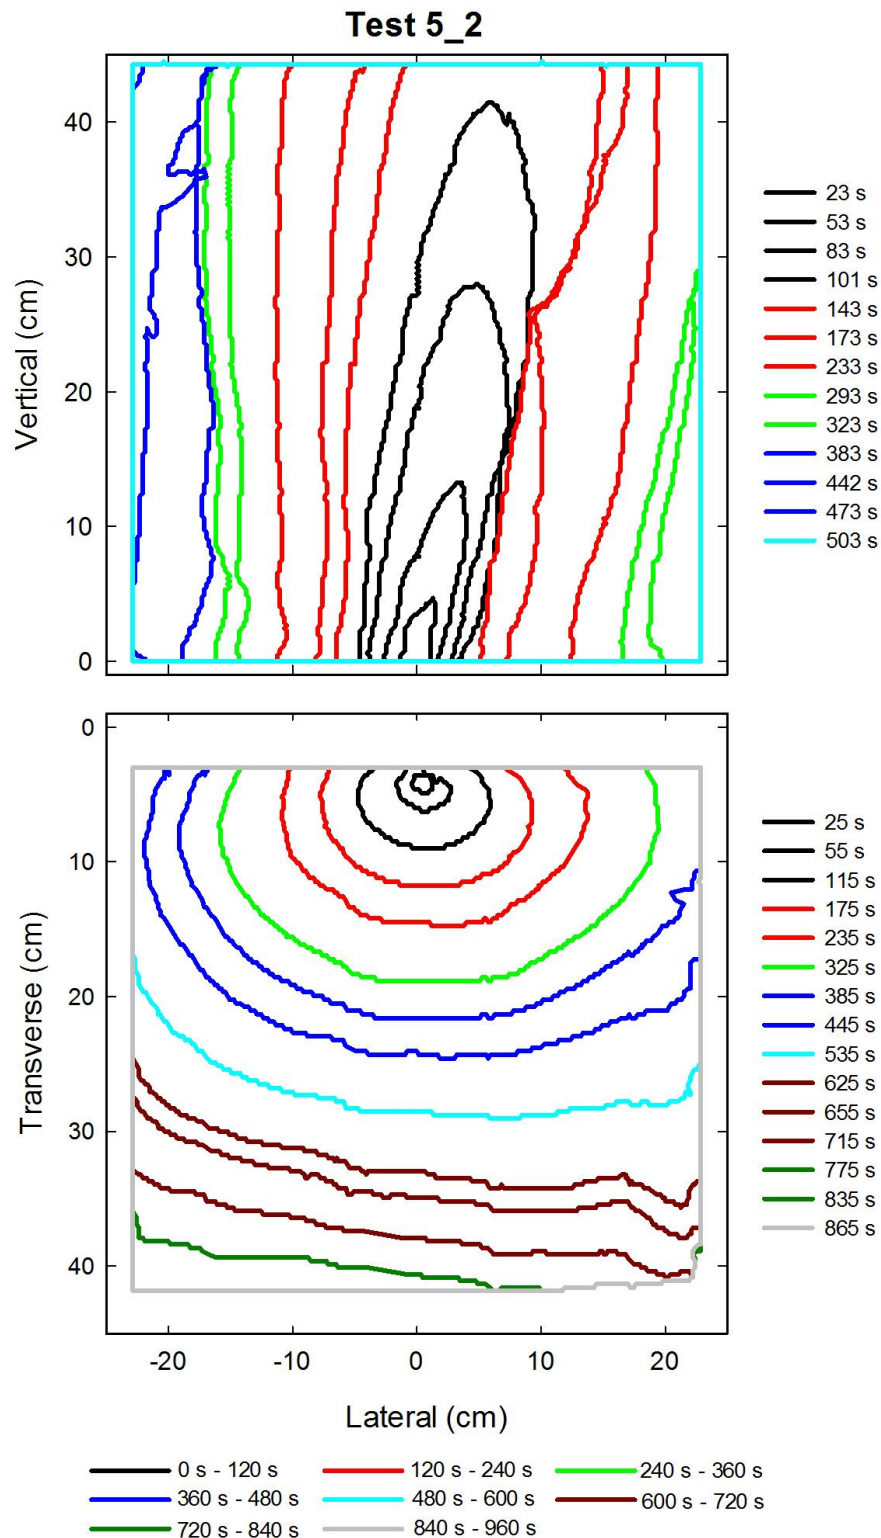 Test 5_2
40
30
20
10
0
Vertical (cm)
23 s
53 s
83 s
101 s
143 s
173 s
233 s
293 s
323 s
383 s
442 s
473 s
503 s
0
10
20
30
40
Transverse (cm)
25 s
55 s
115 s
175 s
235 s
325 s
385 s
445 s
535 s
625 s
655 s
715 s
775 s
835 s
865 s
-20 -10 0 10 20
Lateral (cm)
0 s - 120 s 120 s - 240 s 240 s - 360 s
360 s - 480 s 480 s - 600 s 600 s - 720 s
720 s - 840 s 840 s - 960 s